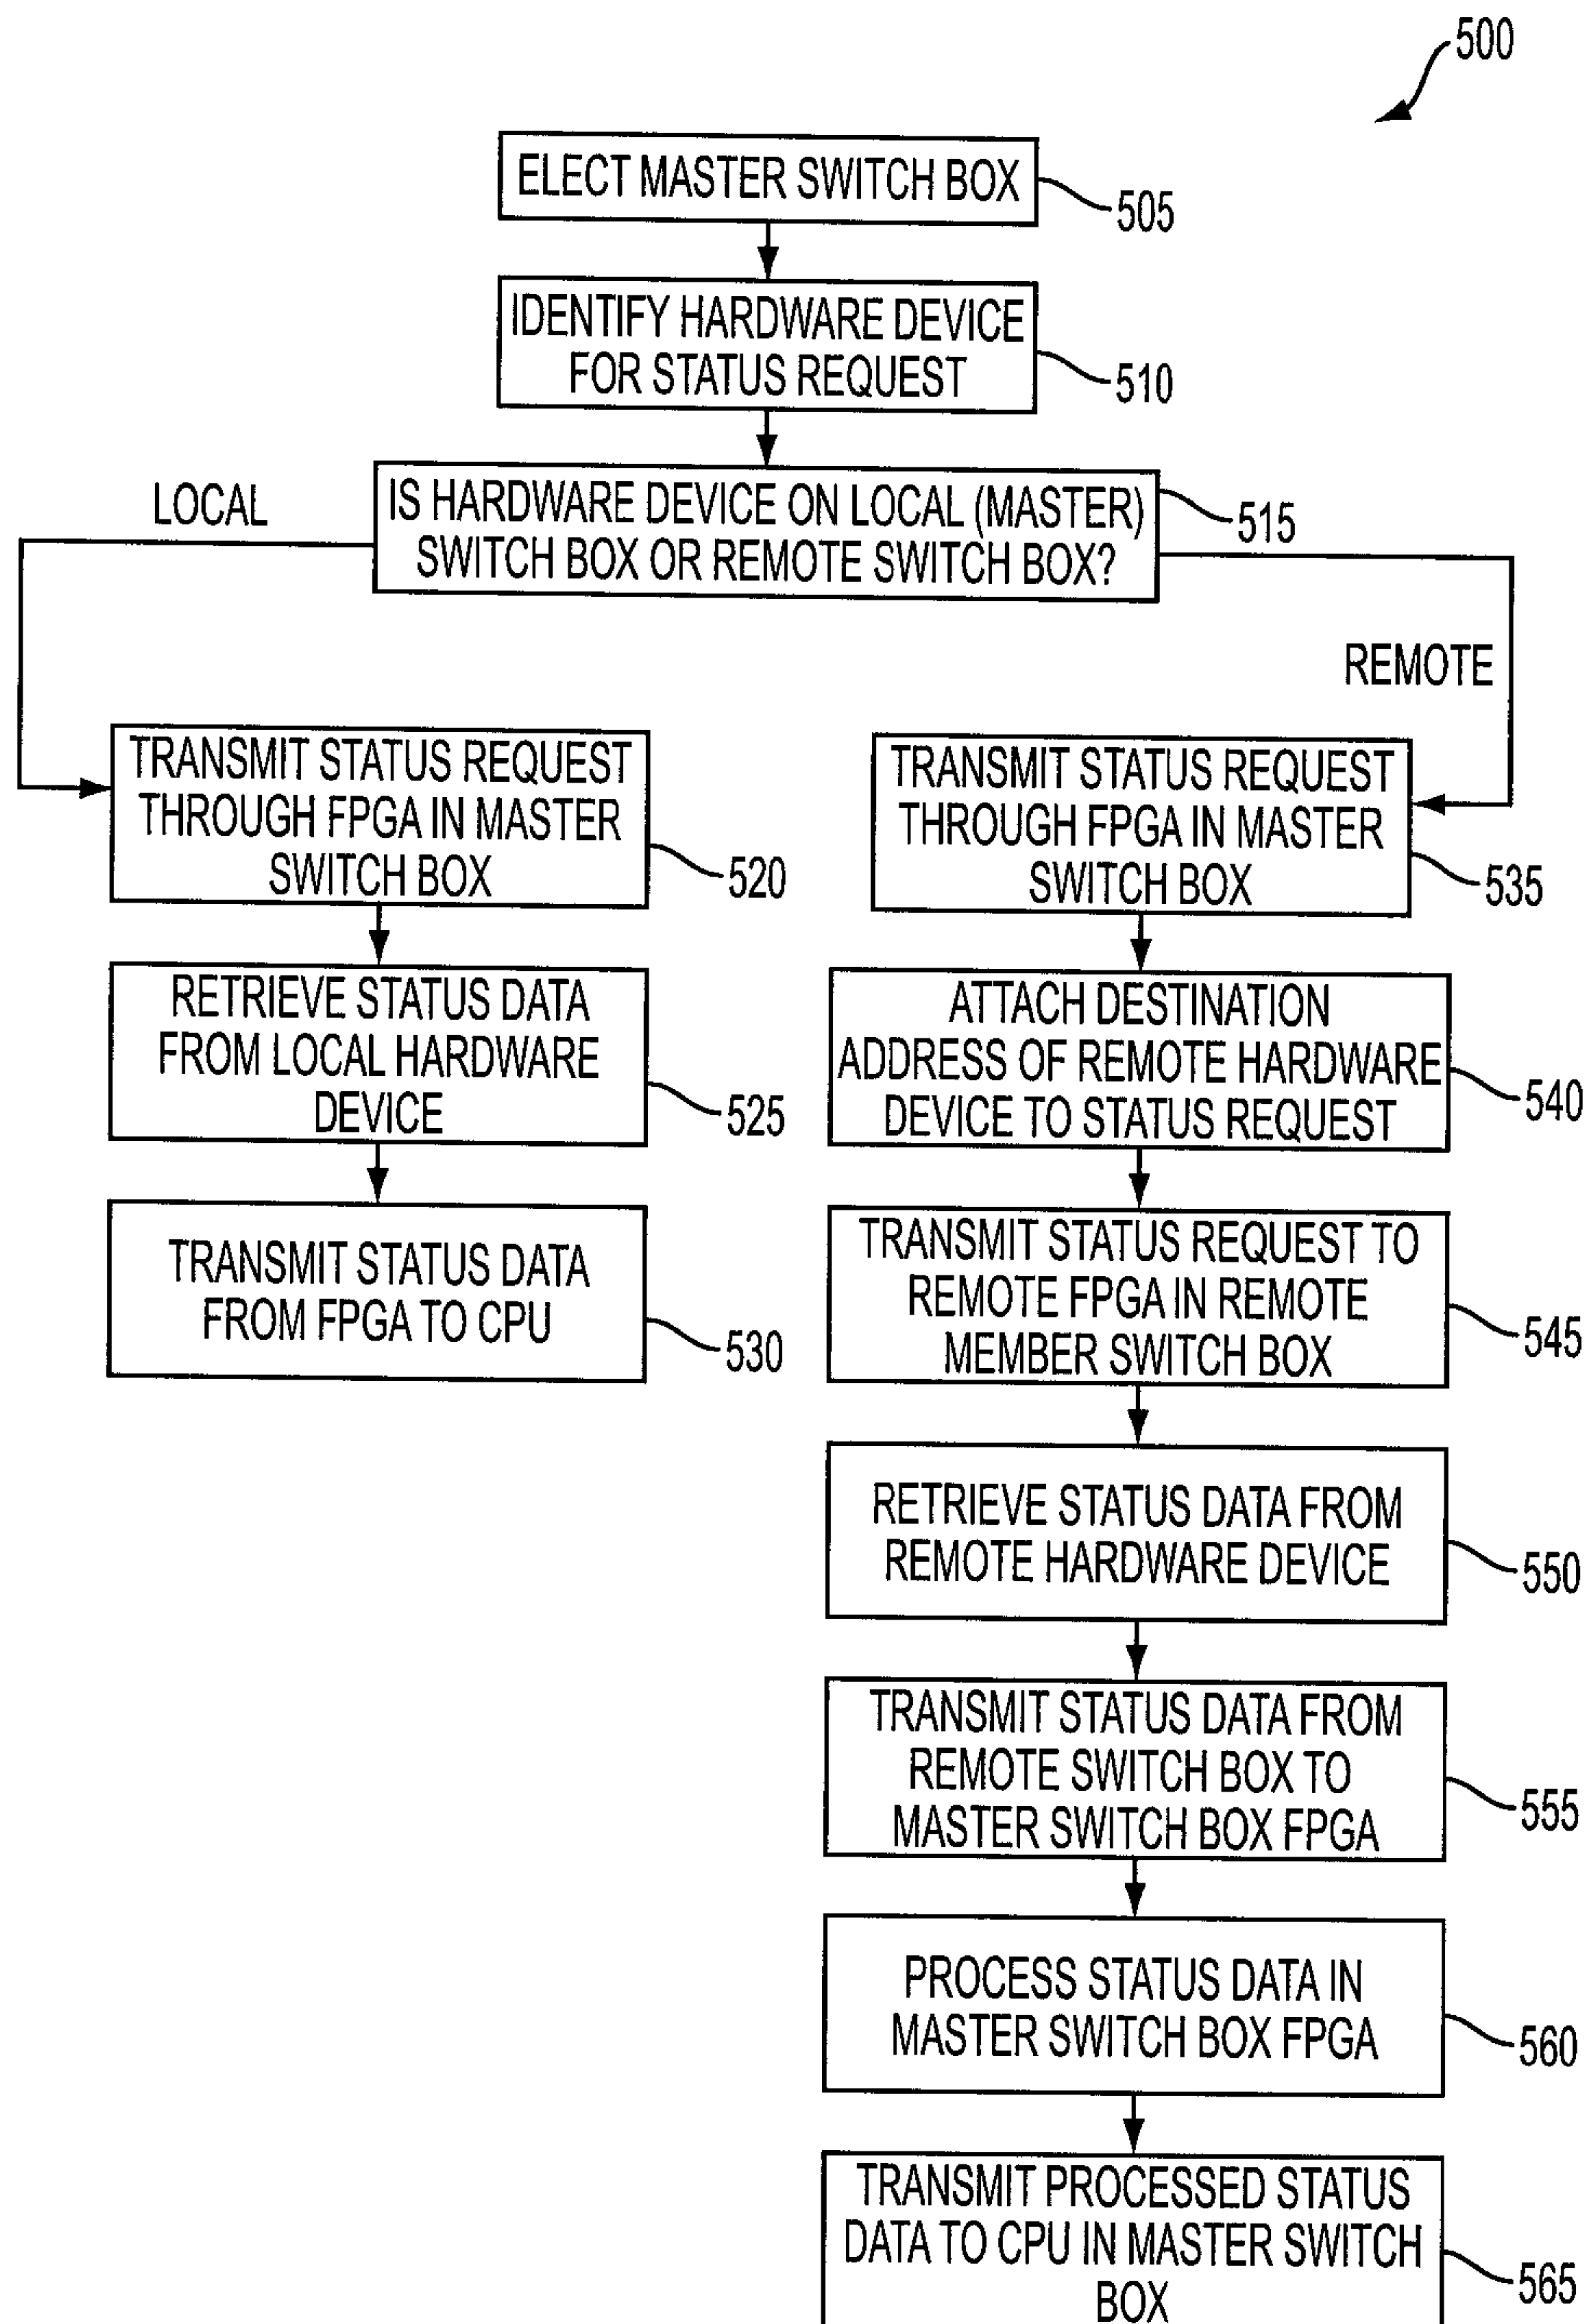 500
ELECT MASTER SWITCH BOX
505
IDENTIFY HARDWARE DEVICE
FOR STATUS REQUEST
510
IS HARDWARE DEVICE ON LOCAL (MASTER)
SWITCH BOX OR REMOTE SWITCH BOX?
515
LOCAL
REMOTE
TRANSMIT STATUS REQUEST
THROUGH FPGA IN MASTER
SWITCH BOX
520
RETRIEVE STATUS DATA
FROM LOCAL HARDWARE
DEVICE
525
TRANSMIT STATUS DATA
FROM FPGA TO CPU
530
TRANSMIT STATUS REQUEST
THROUGH FPGA IN MASTER
SWITCH BOX
535
ATTACH DESTINATION
ADDRESS OF REMOTE HARDWARE
DEVICE TO STATUS REQUEST
540
TRANSMIT STATUS REQUEST TO
REMOTE FPGA IN REMOTE
MEMBER SWITCH BOX
545
RETRIEVE STATUS DATA FROM
REMOTE HARDWARE DEVICE
550
TRANSMIT STATUS DATA FROM
REMOTE SWITCH BOX TO
MASTER SWITCH BOX FPGA
555
PROCESS STATUS DATA IN
MASTER SWITCH BOX FPGA
560
TRANSMIT PROCESSED STATUS
DATA TO CPU IN MASTER SWITCH
BOX
565